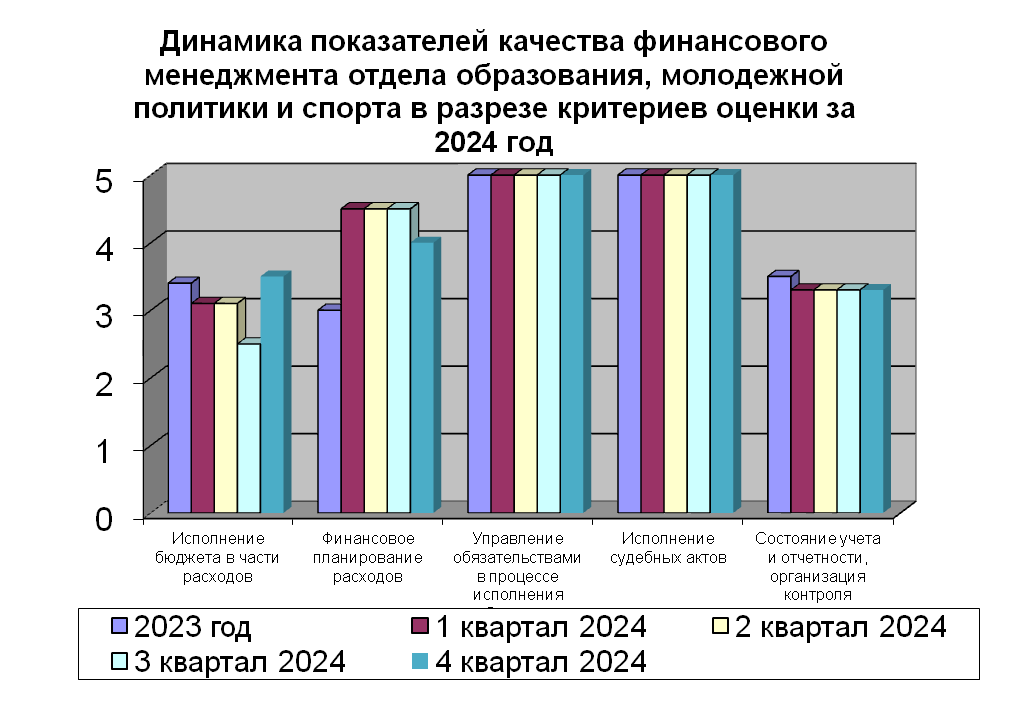 Динамика показателей качества финансового
менеджмента отдела образования, молодежной
политики и спорта в разрезе критериев оценки за
2024 год
5
4
3
2
1
0
Исполнение
бюджета в части
расходов
Финансовое
планирование
расходов
Управление
обязательствами
в процессе
исполнения
Исполнение
судебных актов
Состояние учета
и отчетности,
организация
контроля
2023 год
1 квартал 2024
2 квартал 2024
3 квартал 2024
4 квартал 2024